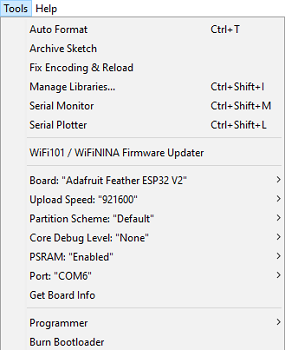 Tools Help
Auto Format Ctrl+T
Archive Sketch
Fix Encoding & Reload
Manage Libraries... Ctrl+Shift+I
Serial Monitor Ctrl+Shift+M
Serial Plotter Ctrl+Shift+L
WiFi101 / WiFiNINA Firmware Updater
Board: "Adafruit Feather ESP32 V2"
Upload Speed: "921600"
Partition Scheme: "Default"
Core Debug Level: "None"
PSRAM: "Enabled"
Port: "COM6"
Get Board Info
Programmer
Burn Bootloader